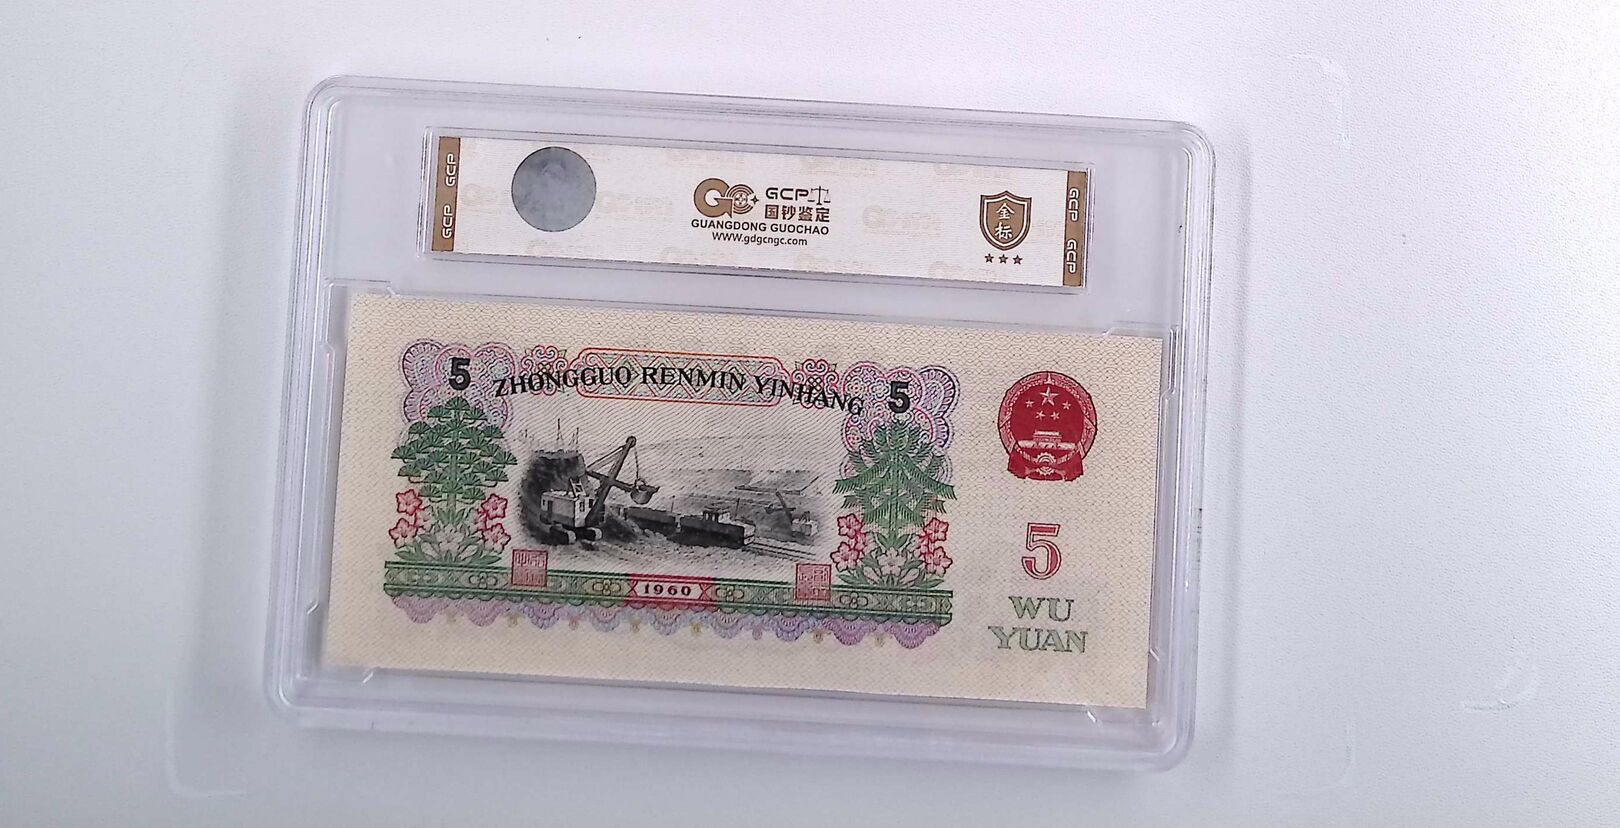 GCP GCP
GCP
国钞鉴定
GUANGDONG GUOCHAO
WWW.gdgcngc.com
金
标
GCP GCP
5
ZHONGGUO RENMIN YINHANG
5
1960
5
WU
YUAN